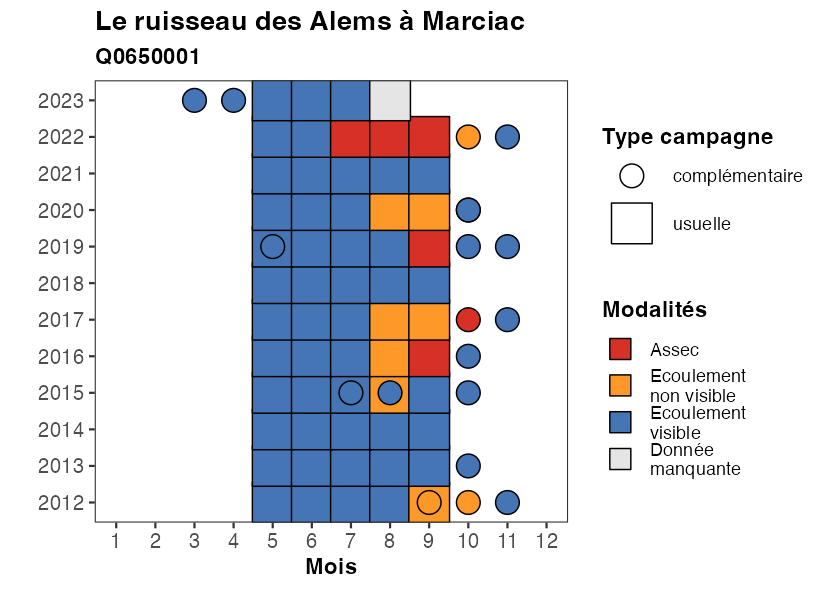 Le ruisseau des Alems à Marciac
Q0650001
2023
2022
2021
2020
2019
2018
2017
2016
2015
2014
2013
2012
1 2 3 4 5 6 7 8 9 10 11 12
Mois
Type campagne
complémentaire
usuelle
Modalités
Assec
Ecoulement
non visible
Ecoulement
visible
Donnée
manquante